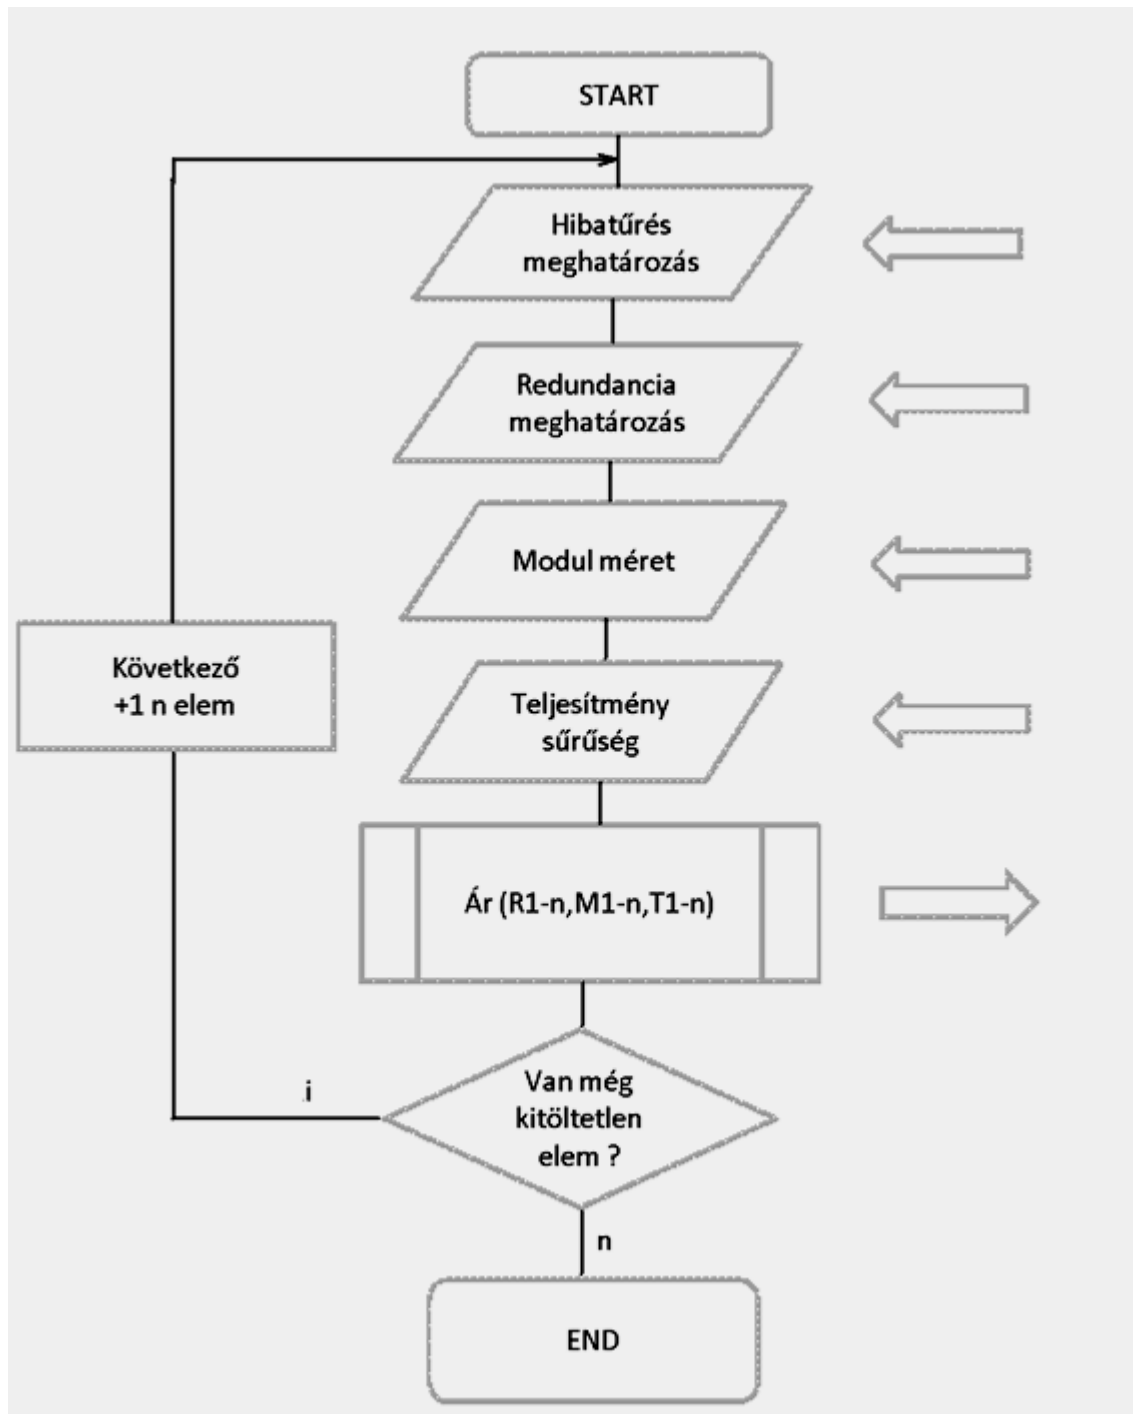 START
Hibatűrés
meghatározás
Redundancia
meghatározás
Modul méret
Következő
+1 n elem
Teljesítmény
sűrűség
Ár (R1-n,M1-n,T1-n)
Van még
kitöltetlen
elem ?
i
n
END